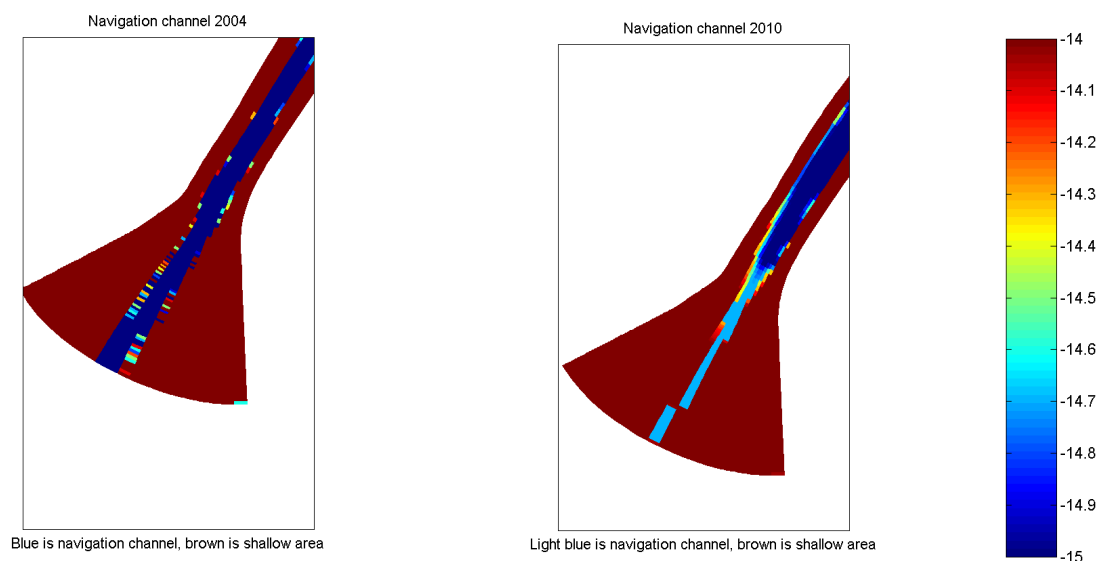 Navigation channel 2004
Navigation channel 2010
-14
-14.1
-14.2
-14.3
-14.4
-14.5
-14.6
-14.7
-14.8
-14.9
-15
Blue is navigation channel, brown is shallow area
Light blue is navigation channel, brown is shallow area